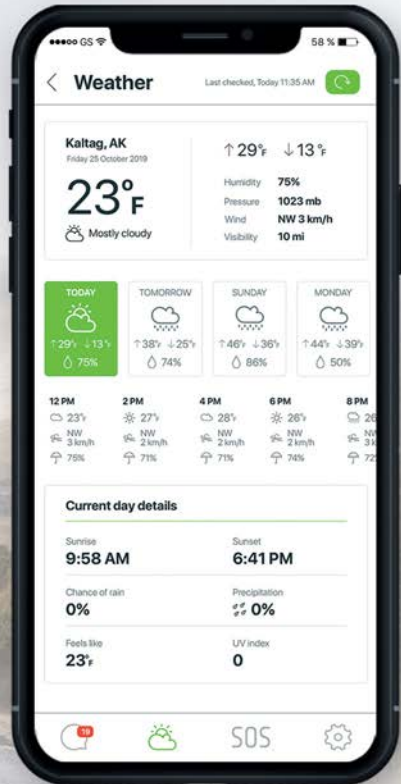 GS 58 %
Weather Last checked, Today 11:35 AM
Kaltag, AK
Friday 25 October 2019
23°F
Mostly cloudy
↑29°F ↓13°F
Humidity 75%
Pressure 1023 mb
Wind NW 3 km/h
Visibility 10 mi
TODAY TOMORROW SUNDAY MONDAY
↑29°F ↓13°F ↑38°F ↓25°F ↑46°F ↓36°F ↑44°F ↓39°F
75% 74% 86% 50%
12 PM 2 PM 4 PM 6 PM 8 PM
23°F 27°F 28°F 26°F 26
NW NW NW NW NW
3 km/h 2 km/h 2 km/h 2 km/h 3 k
75% 71% 71% 74% 72
Current day details
Sunrise Sunset
9:58 AM 6:41 PM
Chance of rain Precipitation
0% 0%
Feels like UV index
23°F 0
19 SOS